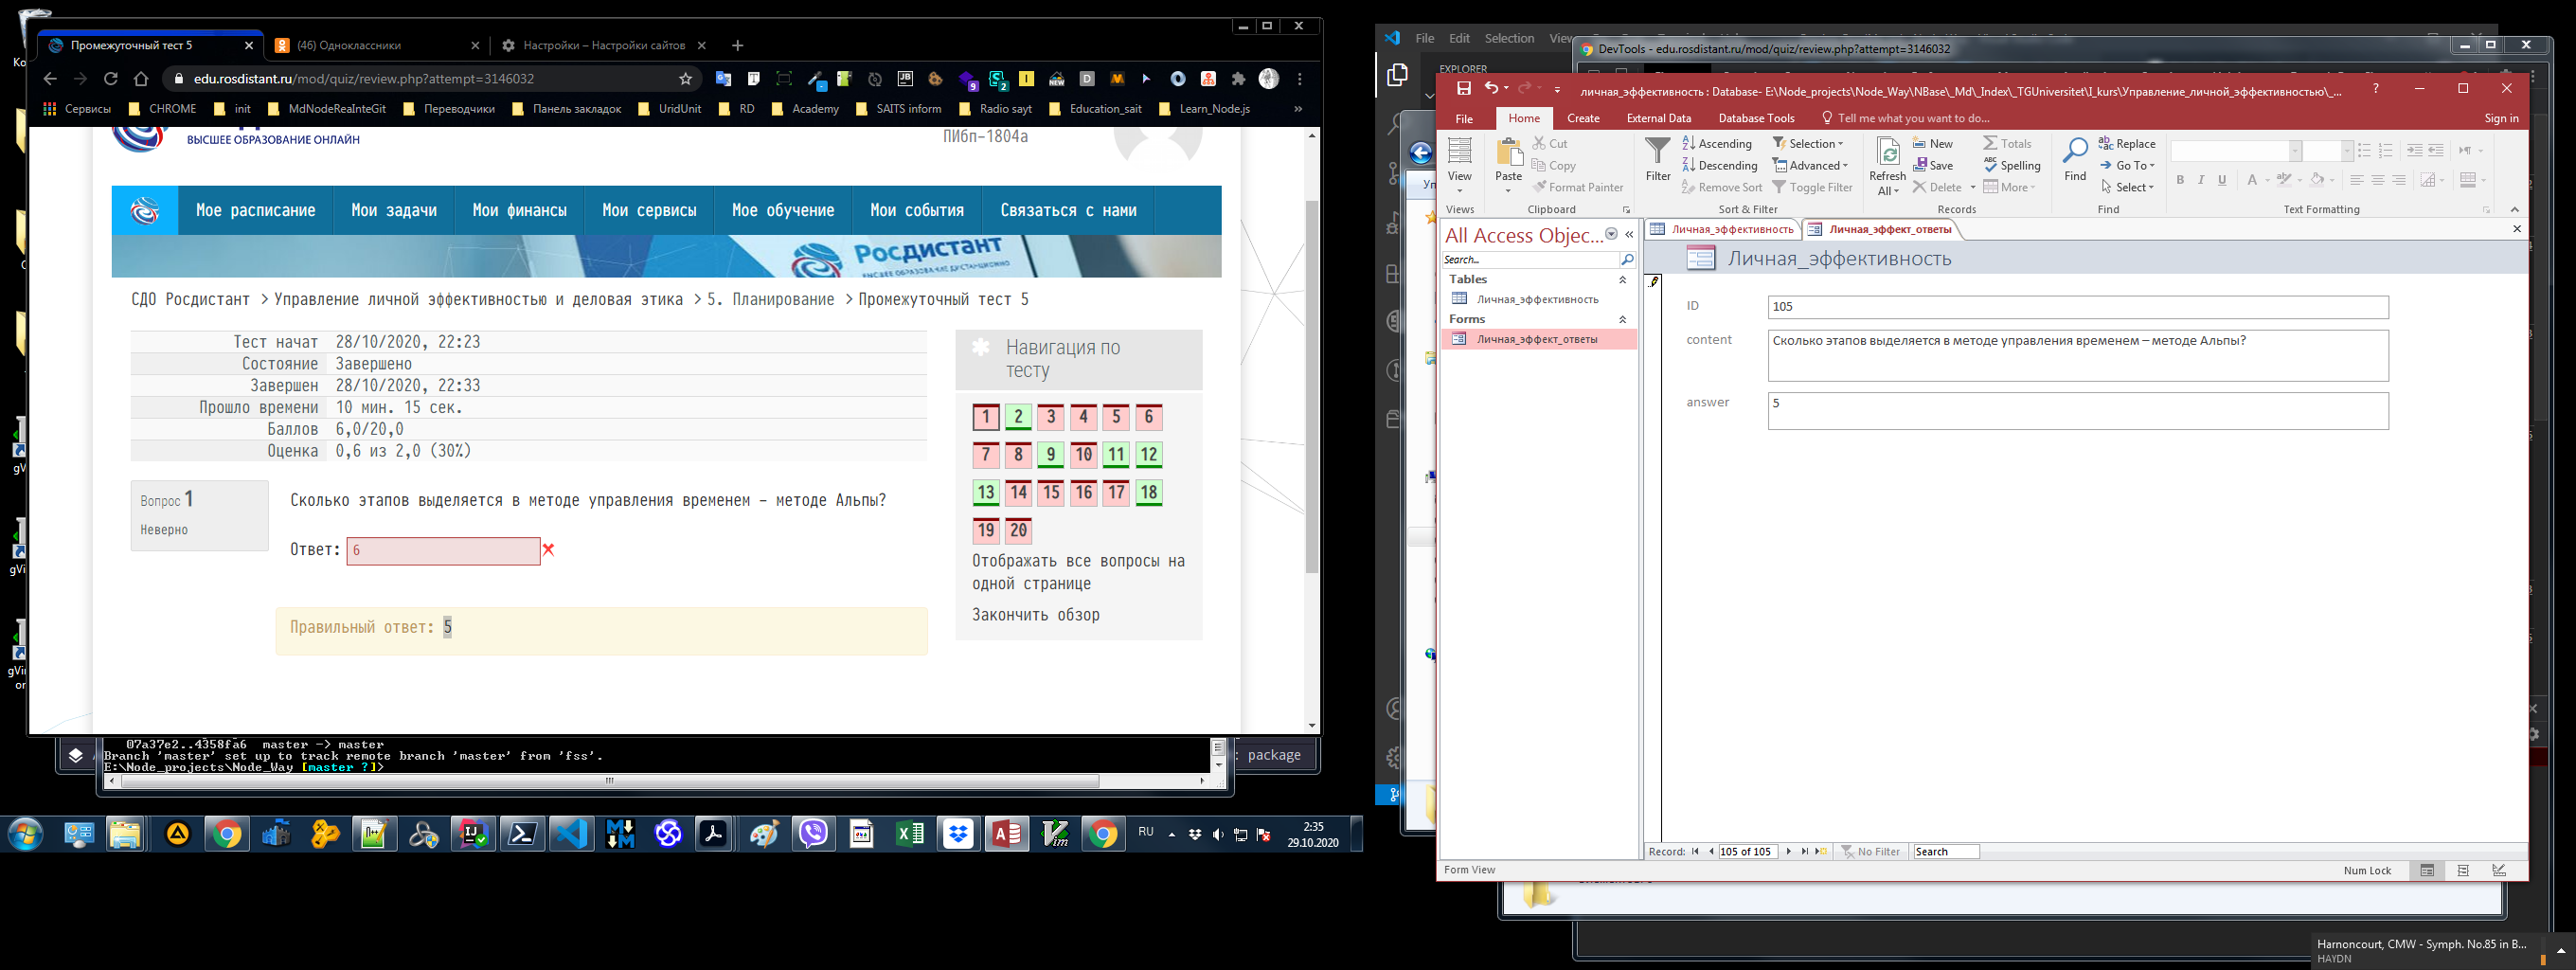 Промежуточный тест 5
(46) Одноклассники
Настройки – Настройки сайтов
edu.rosdistant.ru/mod/quiz/review.php?attempt=3146032
Сервисы
CHROME
init
MdNodeReaInteGit
Переводчики
Панель закладок
UridUnit
RD
Academy
SAITS inform
Radio sayt
Education_sait
Learn_Node.js
»
ВЫСШЕЕ ОБРАЗОВАНИЕ ОНЛАЙН
ПИбп-1804а
Мое расписание
Мои задачи
Мои финансы
Мои сервисы
Мое обучение
Мои события
Связаться с нами
Росдистант
ВЫСШЕЕ ОБРАЗОВАНИЕ ДИСТАНЦИОННО
СДО Росдистант > Управление личной эффективностью и деловая этика > 5. Планирование > Промежуточный тест 5
Тест начат 28/10/2020, 22:23
Состояние Завершено
Завершен 28/10/2020, 22:33
Прошло времени 10 мин. 15 сек.
Баллов 6,0/20,0
Оценка 0,6 из 2,0 (30%)
Вопрос 1
Неверно
Сколько этапов выделяется в методе управления временем – методе Альпы?
Ответ: 6
Правильный ответ: 5
Навигация по
тесту
1 2 3 4 5 6
7 8 9 10 11 12
13 14 15 16 17 18
19 20
Отображать все вопросы на
одной странице
Закончить обзор
07a37e2..4358fa6 master -> master
Branch 'master' set up to track remote branch 'master' from 'fss'.
E:\Node_projects\Node_Way [master ?]>
: package
RU
2:35
29.10.2020
File Edit Selection
EXPLORER
DevTools - edu.rosdistant.ru/mod/quiz/review.php?attempt=3146032
личная_эффективность : Database- E:\Node_projects\Node_Way\NBase\_Md\_Index\_TGUniversitet\I_kurs\Управление_личной_эффективностью\_...
File Home Create External Data Database Tools Tell me what you want to do...
Sign in
View
Views
Paste
Cut
Copy
Format Painter
Clipboard
Filter
Ascending
Descending
Remove Sort
Selection
Advanced
Toggle Filter
Sort & Filter
Refresh
All
New
Save
Delete
Totals
Spelling
More
Records
Find
Replace
Go To
Select
Find
B I U A
Text Formatting
All Access Objec...
Search...
Tables
Личная_эффективность
Forms
Личная_эффект_ответы
Личная_эффективность
Личная_эффект_ответы
Личная_эффективность
ID 105
content Сколько этапов выделяется в методе управления временем – методе Альпы?
answer 5
Record: 105 of 105 No Filter Search
Form View
Num Lock
Harnoncourt, CMW - Symph. No.85 in B...
HAYDN